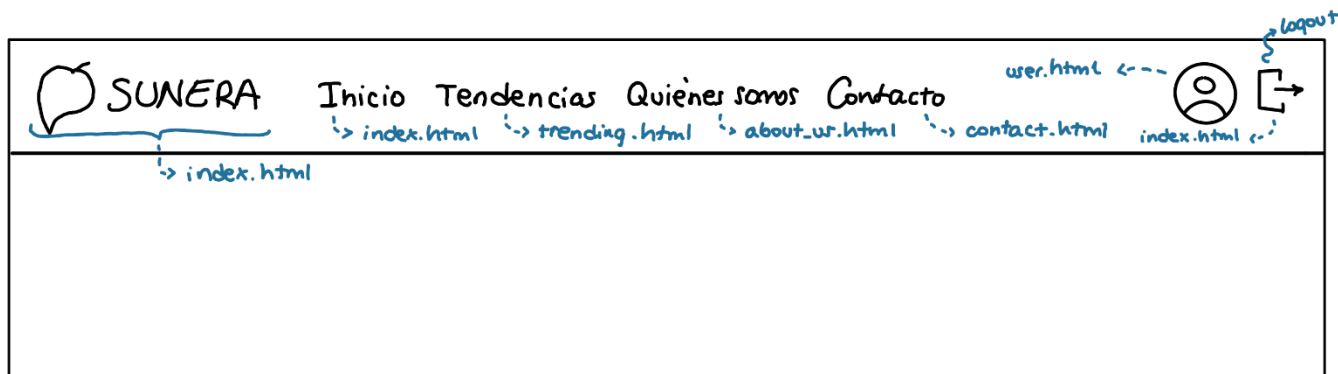 logout
SUNERA Inicio Tendencias Quiénes somos Contacto user.html
index.html trending.html about_us.html contact.html index.html
index.html